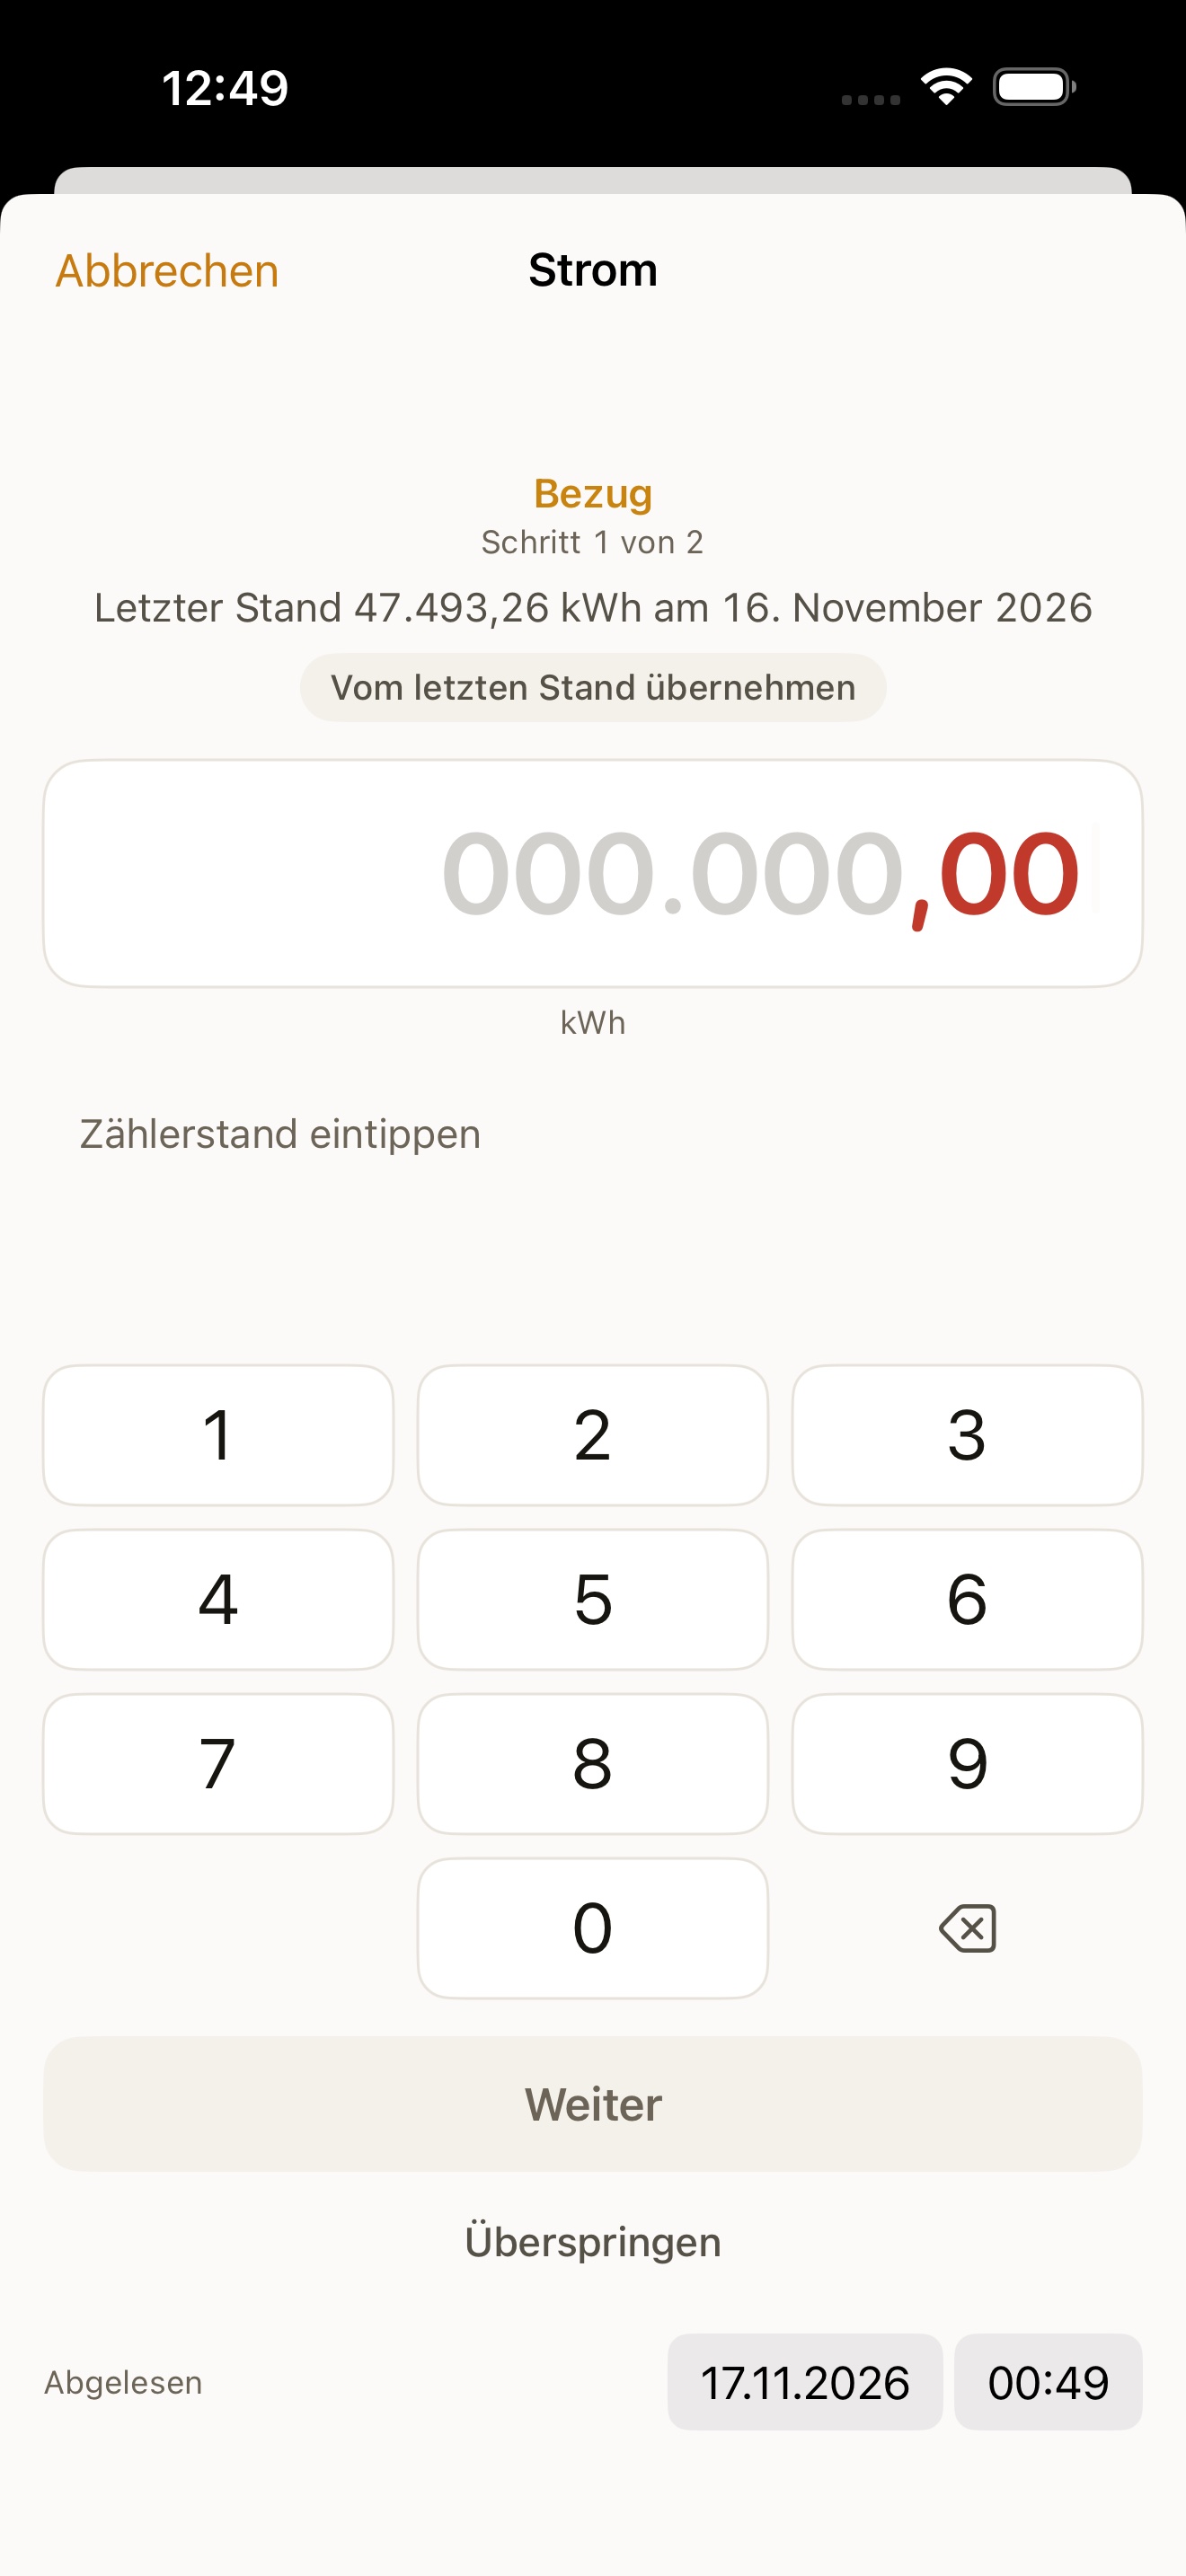 12:49
Abbrechen
Strom
Bezug
Schritt 1 von 2
Letzter Stand 47.493,26 kWh am 16. November 2026
Vom letzten Stand übernehmen
000.000,00
kWh
Zählerstand eintippen
1 2 3
4 5 6
7 8 9
0
Weiter
Überspringen
Abgelesen 17.11.2026 00:49